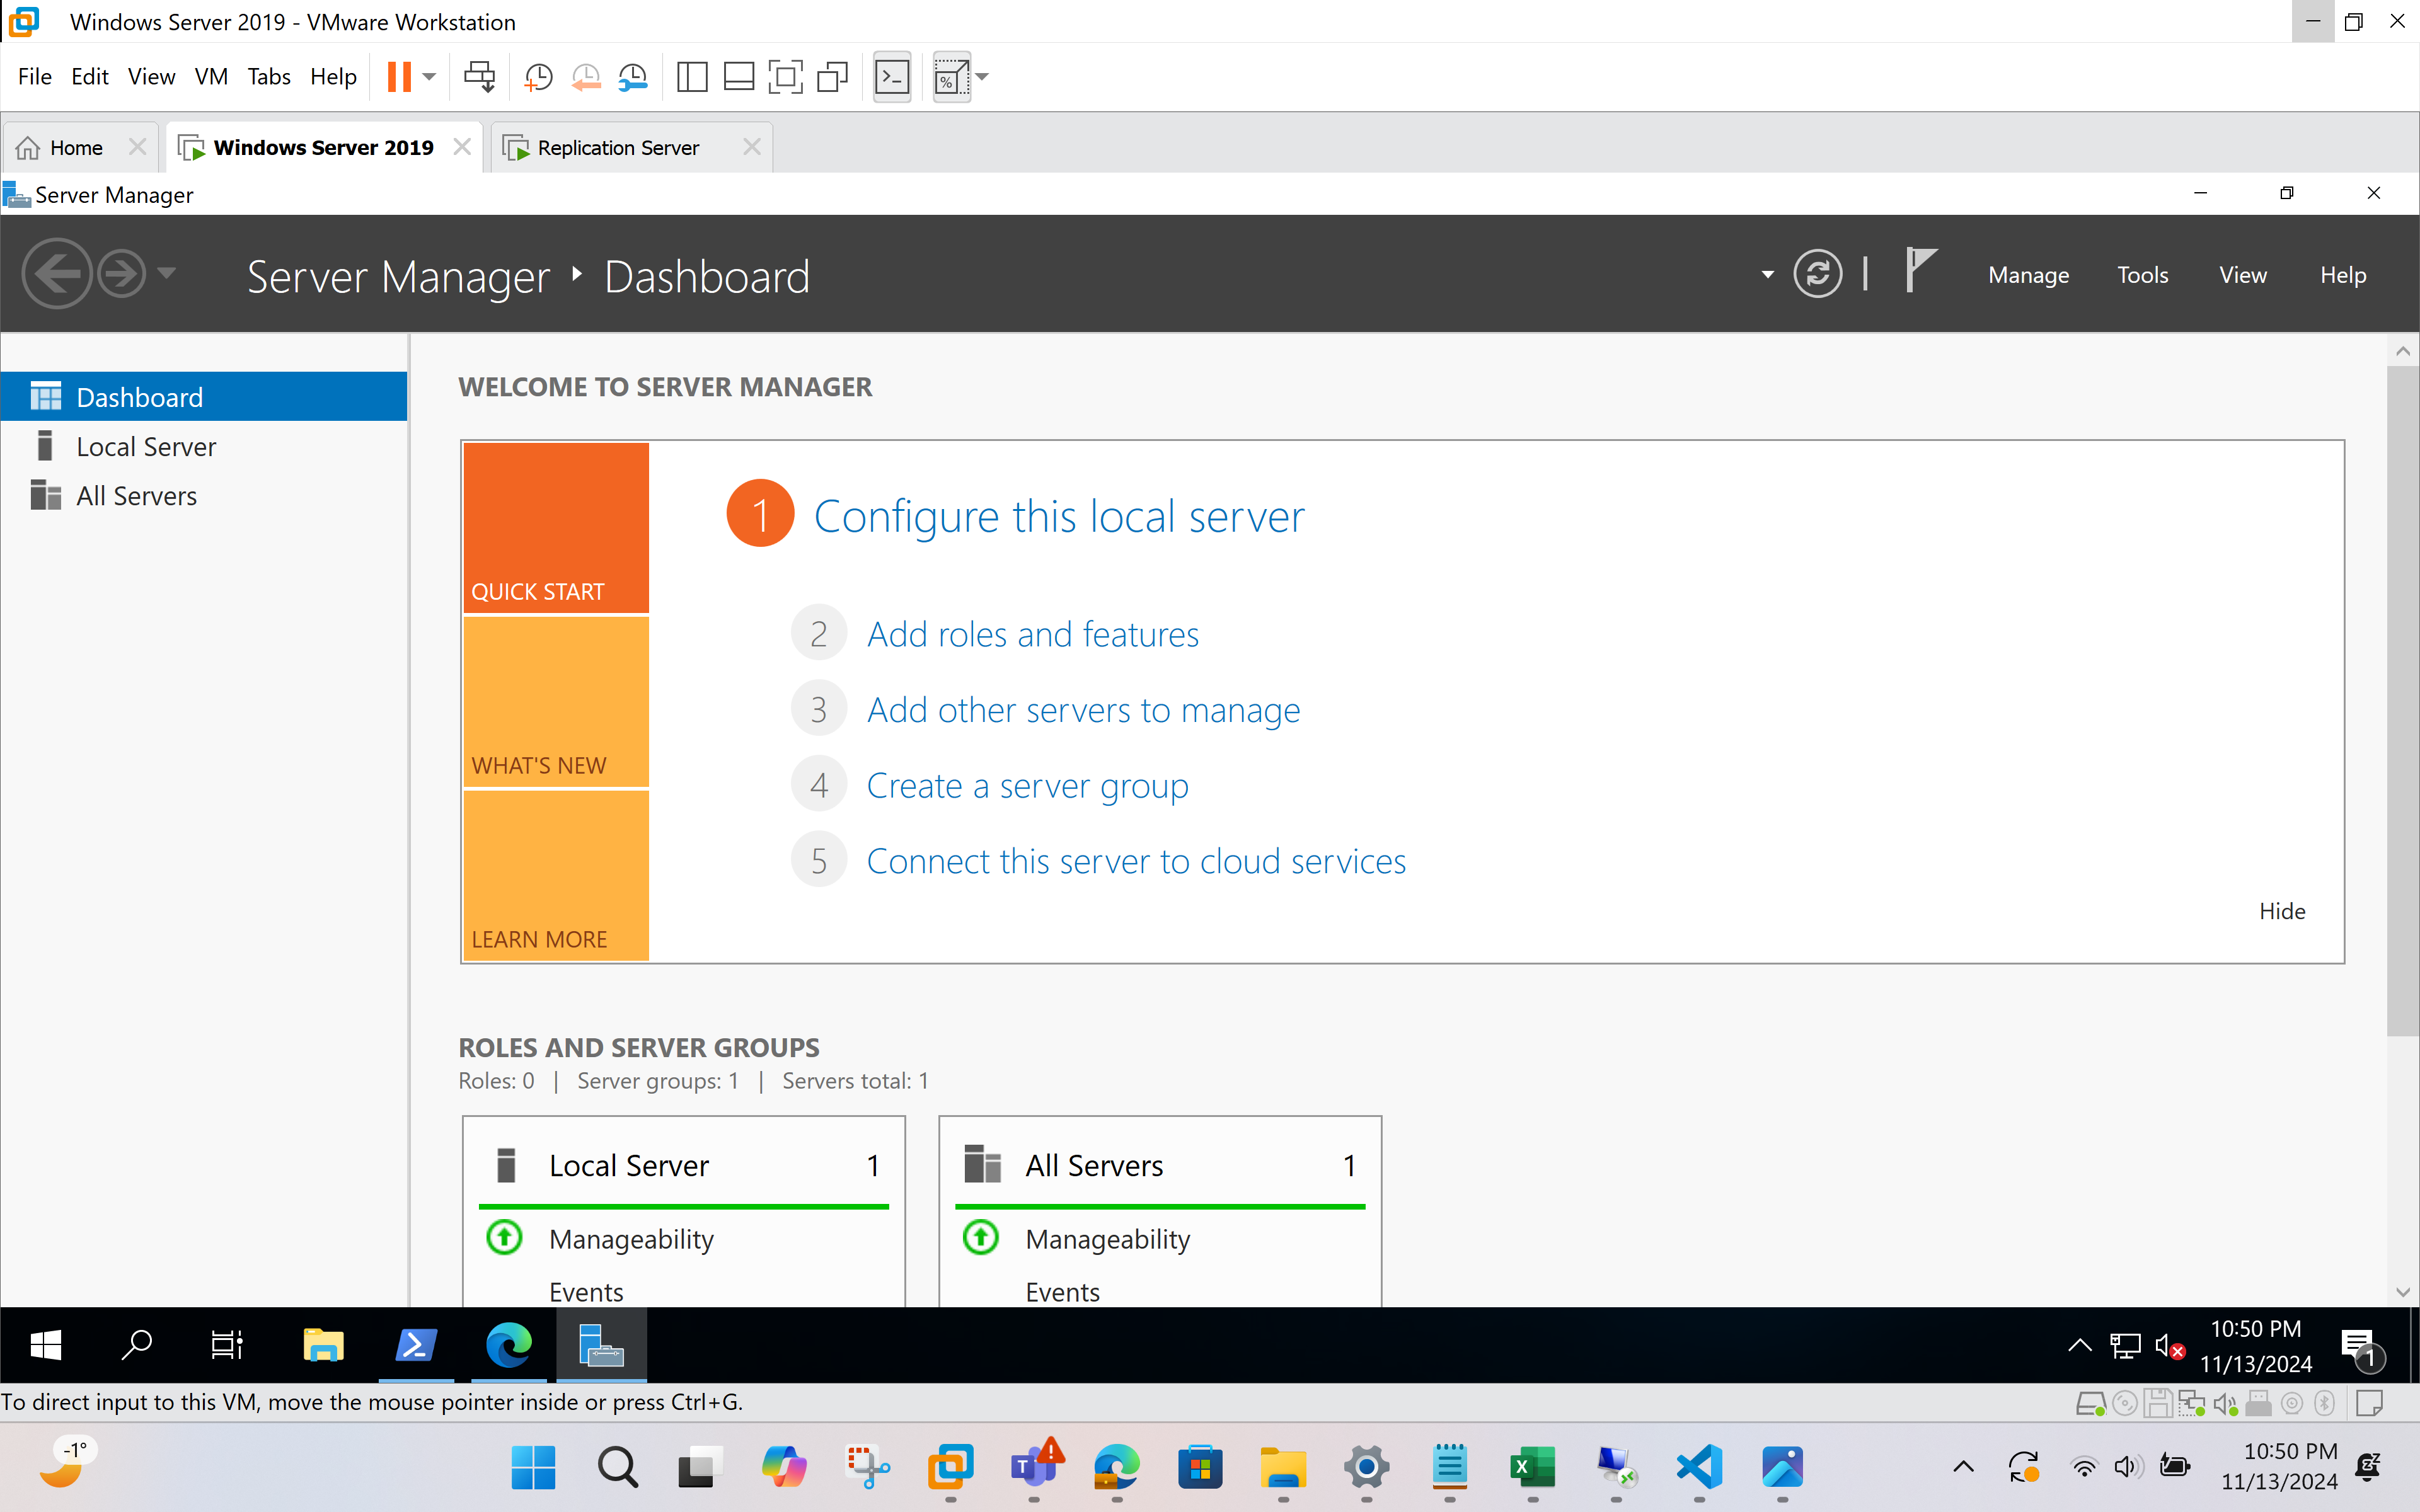 Windows Server 2019 - VMware Workstation
File Edit View VM Tabs Help
Home
Windows Server 2019
Replication Server
Server Manager
Server Manager Dashboard
Manage Tools View Help
Dashboard
Local Server
All Servers
WELCOME TO SERVER MANAGER
QUICK START
WHAT'S NEW
LEARN MORE
1 Configure this local server
2 Add roles and features
3 Add other servers to manage
4 Create a server group
5 Connect this server to cloud services
Hide
ROLES AND SERVER GROUPS
Roles: 0 | Server groups: 1 | Servers total: 1
Local Server 1
Manageability
Events
All Servers 1
Manageability
Events
10:50 PM
11/13/2024
1
To direct input to this VM, move the mouse pointer inside or press Ctrl+G.
-1°
10:50 PM
11/13/2024